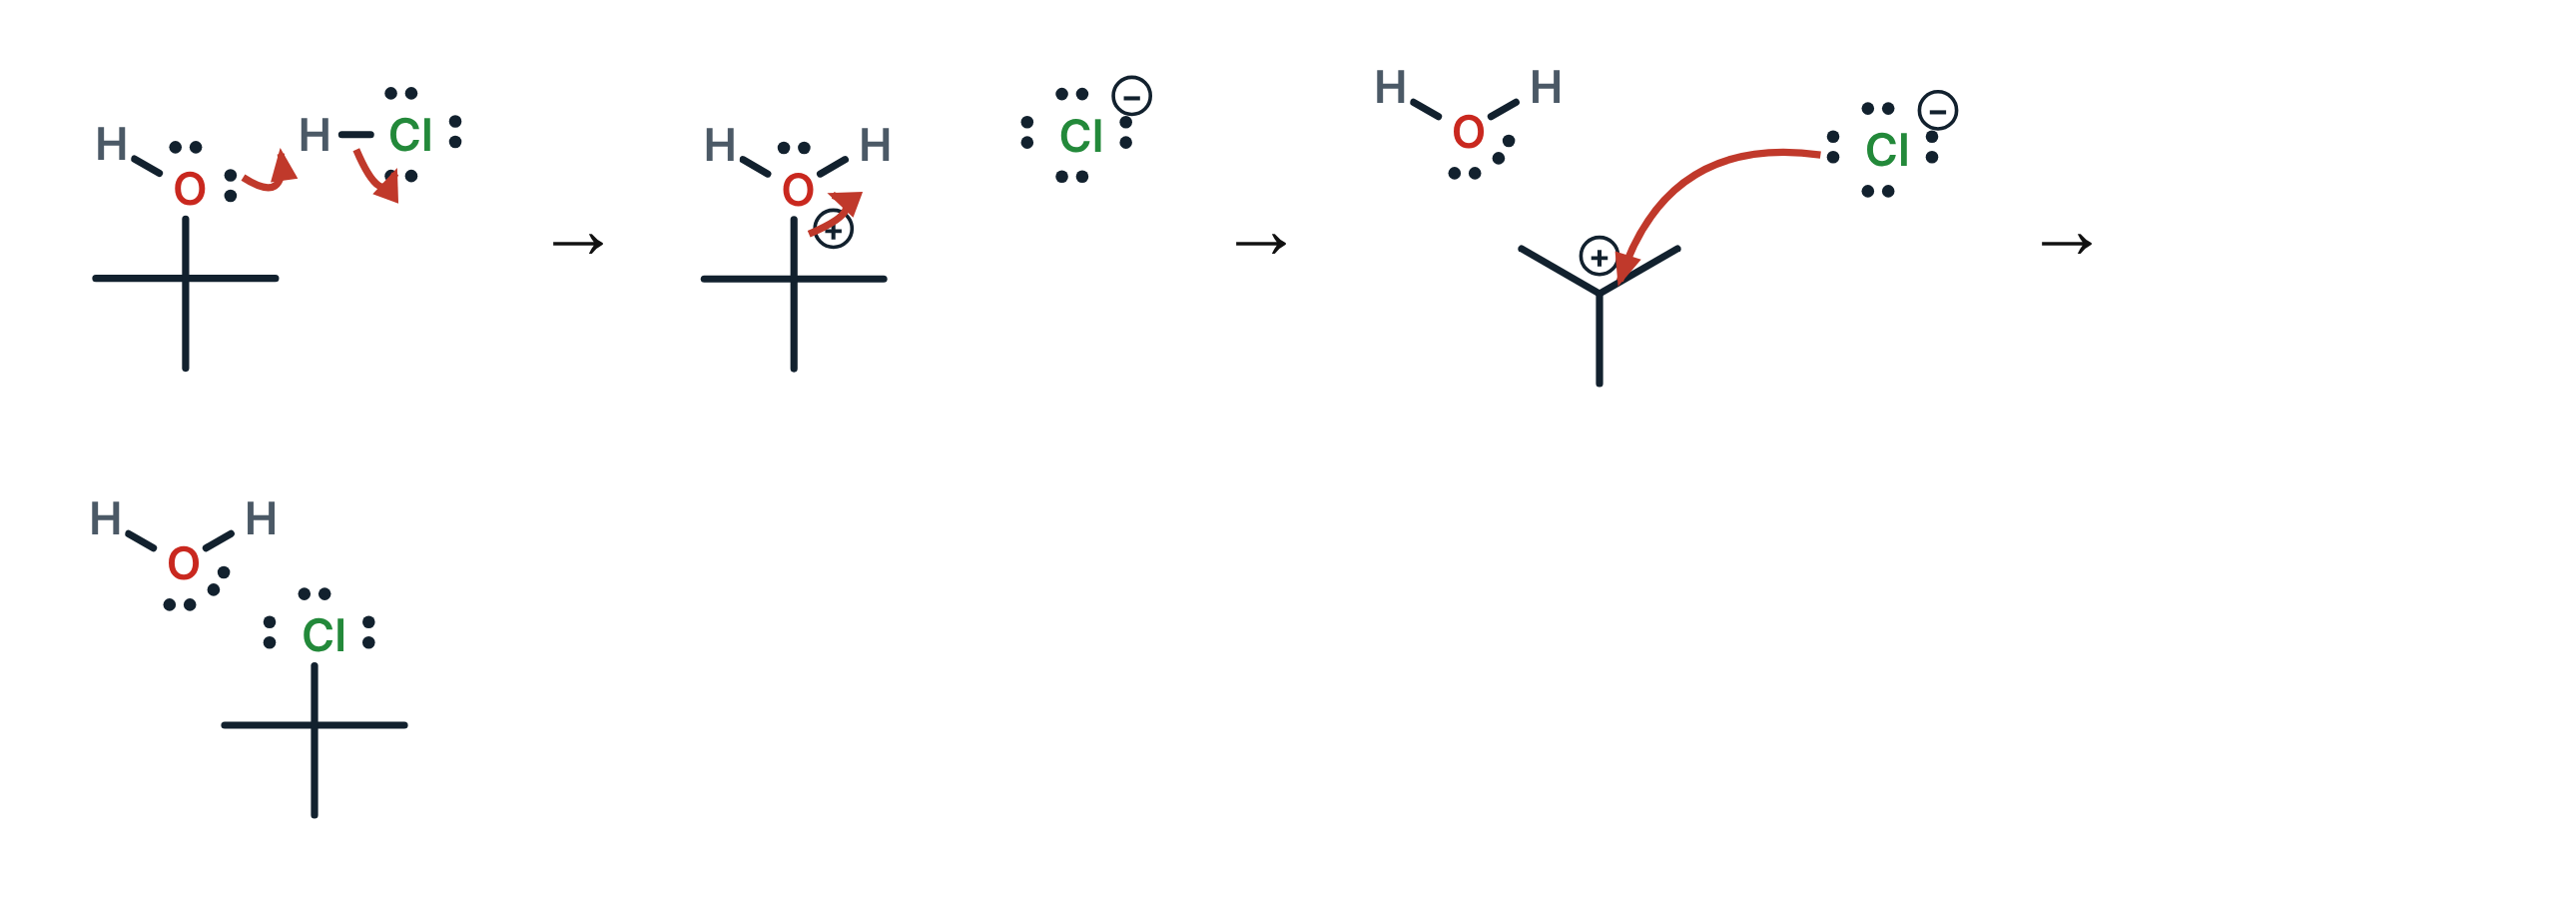 H O H Cl → H O H ⊕ Cl ⊖ → H O H ⊕ Cl ⊖ →
H O H Cl